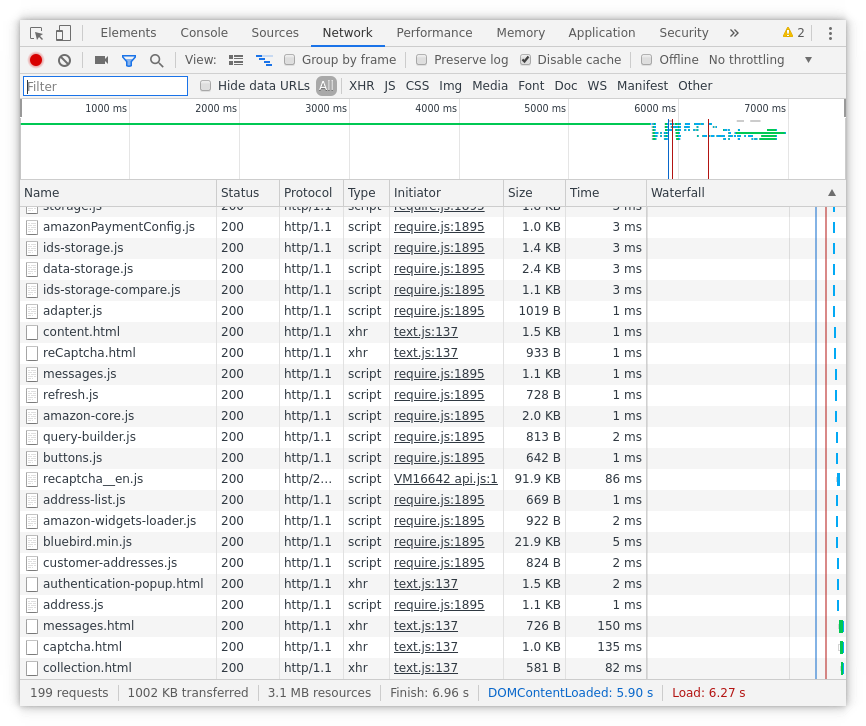 Elements Console Sources Network Performance Memory Application Security » 2
View: Group by frame Preserve log Disable cache Offline No throttling
Filter Hide data URLs All XHR JS CSS Img Media Font Doc WS Manifest Other
1000 ms 2000 ms 3000 ms 4000 ms 5000 ms 6000 ms 7000 ms
Name Status Protocol Type Initiator Size Time Waterfall
storage.js 200 http/1.1 script require.js:1895 1.8 KB 3 ms
amazonPaymentConfig.js 200 http/1.1 script require.js:1895 1.0 KB 3 ms
ids-storage.js 200 http/1.1 script require.js:1895 1.4 KB 3 ms
data-storage.js 200 http/1.1 script require.js:1895 2.4 KB 3 ms
ids-storage-compare.js 200 http/1.1 script require.js:1895 1.1 KB 3 ms
adapter.js 200 http/1.1 script require.js:1895 1019 B 1 ms
content.html 200 http/1.1 xhr text.js:137 1.5 KB 1 ms
reCaptcha.html 200 http/1.1 xhr text.js:137 933 B 1 ms
messages.js 200 http/1.1 script require.js:1895 1.1 KB 1 ms
refresh.js 200 http/1.1 script require.js:1895 728 B 1 ms
amazon-core.js 200 http/1.1 script require.js:1895 2.0 KB 1 ms
query-builder.js 200 http/1.1 script require.js:1895 813 B 2 ms
buttons.js 200 http/1.1 script require.js:1895 642 B 1 ms
recaptcha__en.js 200 http/2... script VM16642 api.js:1 91.9 KB 86 ms
address-list.js 200 http/1.1 script require.js:1895 669 B 1 ms
amazon-widgets-loader.js 200 http/1.1 script require.js:1895 922 B 2 ms
bluebird.min.js 200 http/1.1 script require.js:1895 21.9 KB 5 ms
customer-addresses.js 200 http/1.1 script require.js:1895 824 B 2 ms
authentication-popup.html 200 http/1.1 xhr text.js:137 1.5 KB 2 ms
address.js 200 http/1.1 script require.js:1895 1.1 KB 1 ms
messages.html 200 http/1.1 xhr text.js:137 726 B 150 ms
captcha.html 200 http/1.1 xhr text.js:137 1.0 KB 135 ms
collection.html 200 http/1.1 xhr text.js:137 581 B 82 ms
199 requests 1002 KB transferred 3.1 MB resources Finish: 6.96 s DOMContentLoaded: 5.90 s Load: 6.27 s